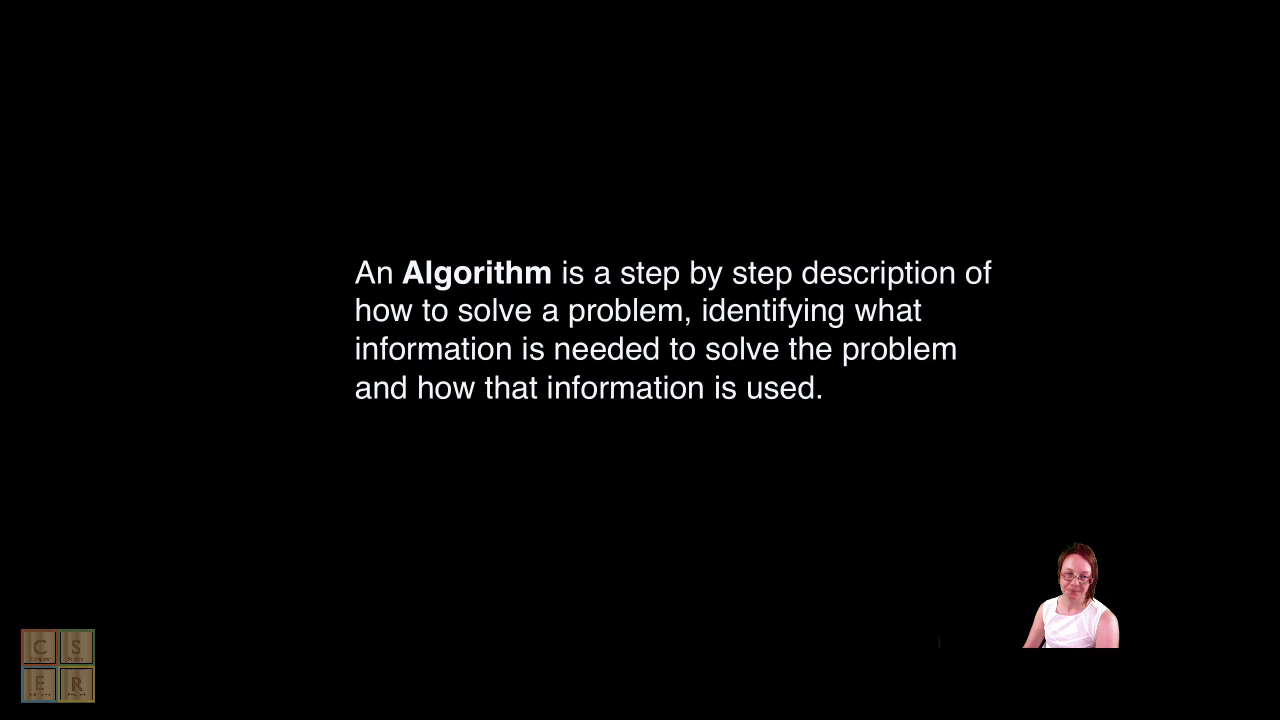 An Algorithm is a step by step description of
how to solve a problem, identifying what
information is needed to solve the problem
and how that information is used.
C S
E R